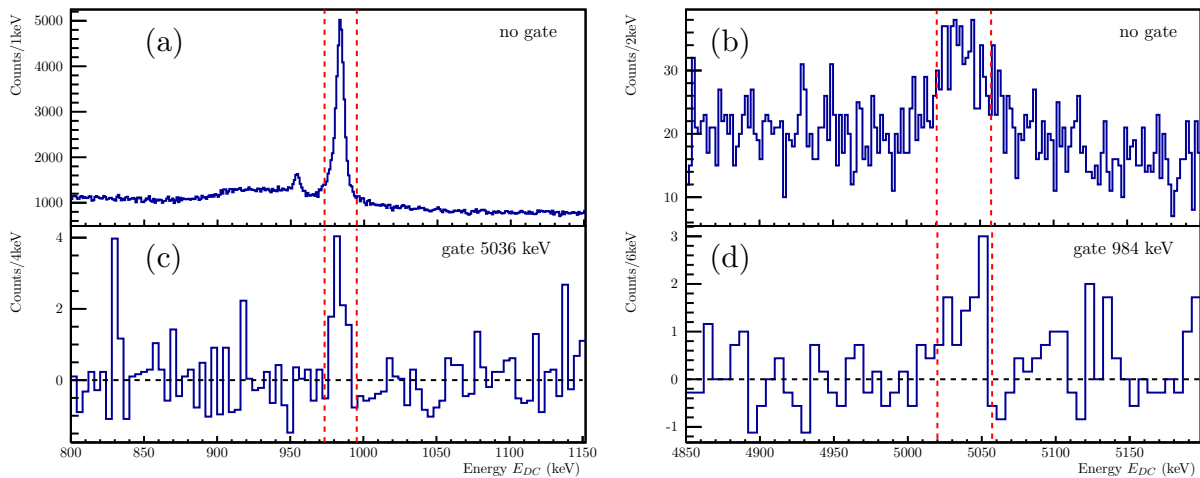 Counts/1keV
5000
4000
3000
2000
1000
(a)
no gate
Counts/2keV
30
20
10
(b)
no gate
Counts/4keV
4
2
0
(c)
gate 5036 keV
800 850 900 950 1000 1050 1100 1150
Energy E_DC (keV)
Counts/6keV
3
2
1
0
-1
(d)
gate 984 keV
4850 4900 4950 5000 5050 5100 5150
Energy E_DC (keV)